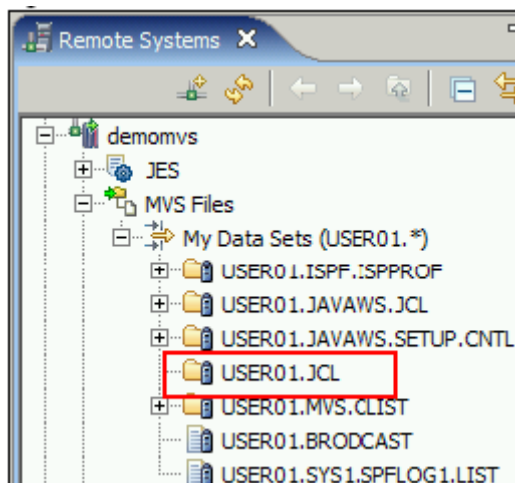 Remote Systems
demomvs
JES
MVS Files
My Data Sets (USER01.*)
USER01.ISPF.ISPPROF
USER01.JAVAWS.JCL
USER01.JAVAWS.SETUP.CNTL
USER01.JCL
USER01.MVS.CLIST
USER01.BRODCAST
USER01.SYS1.SPFLOG1.LIST